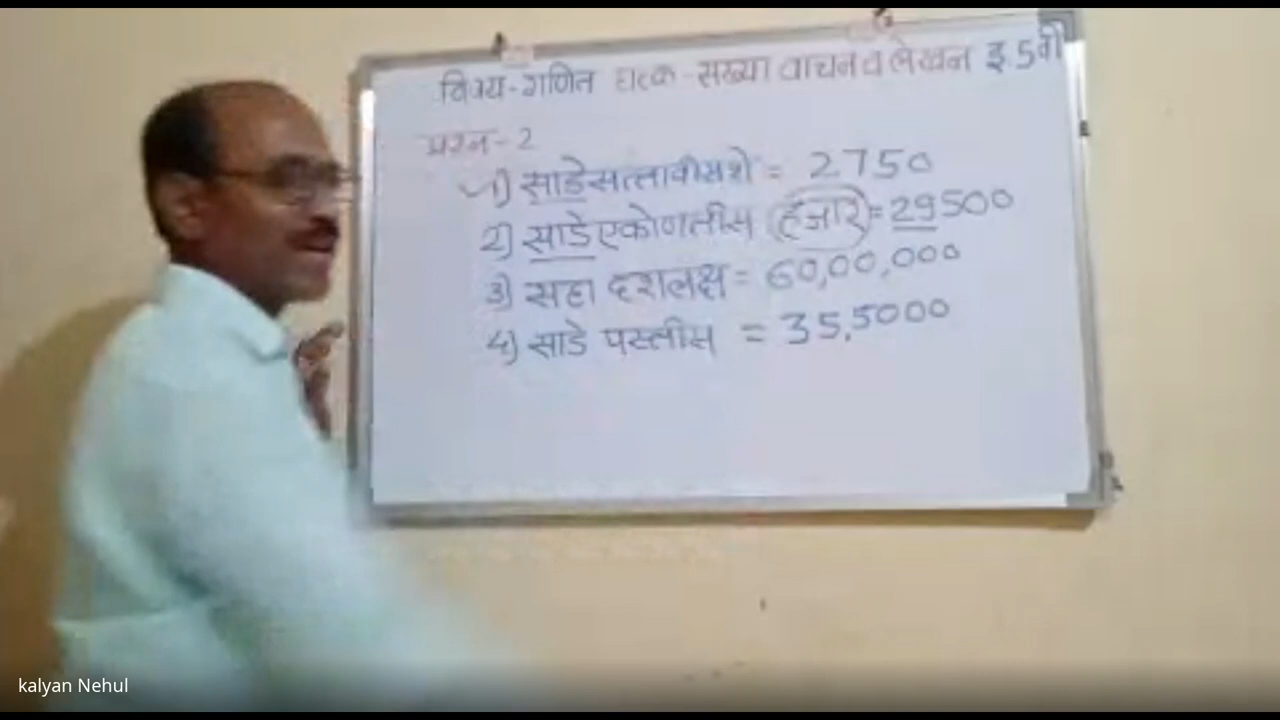 विषय-गणित घटक-संख्या वाचन व लेखन इ.5वी
प्रश्न-2
1) साडेसत्तावीसशे = 2750
2) साडेएकोणतीस हजार = 29500
3) सहा दशलक्ष = 60,00,000
4) साडे पस्तीस = 35,5000
kalyan Nehul